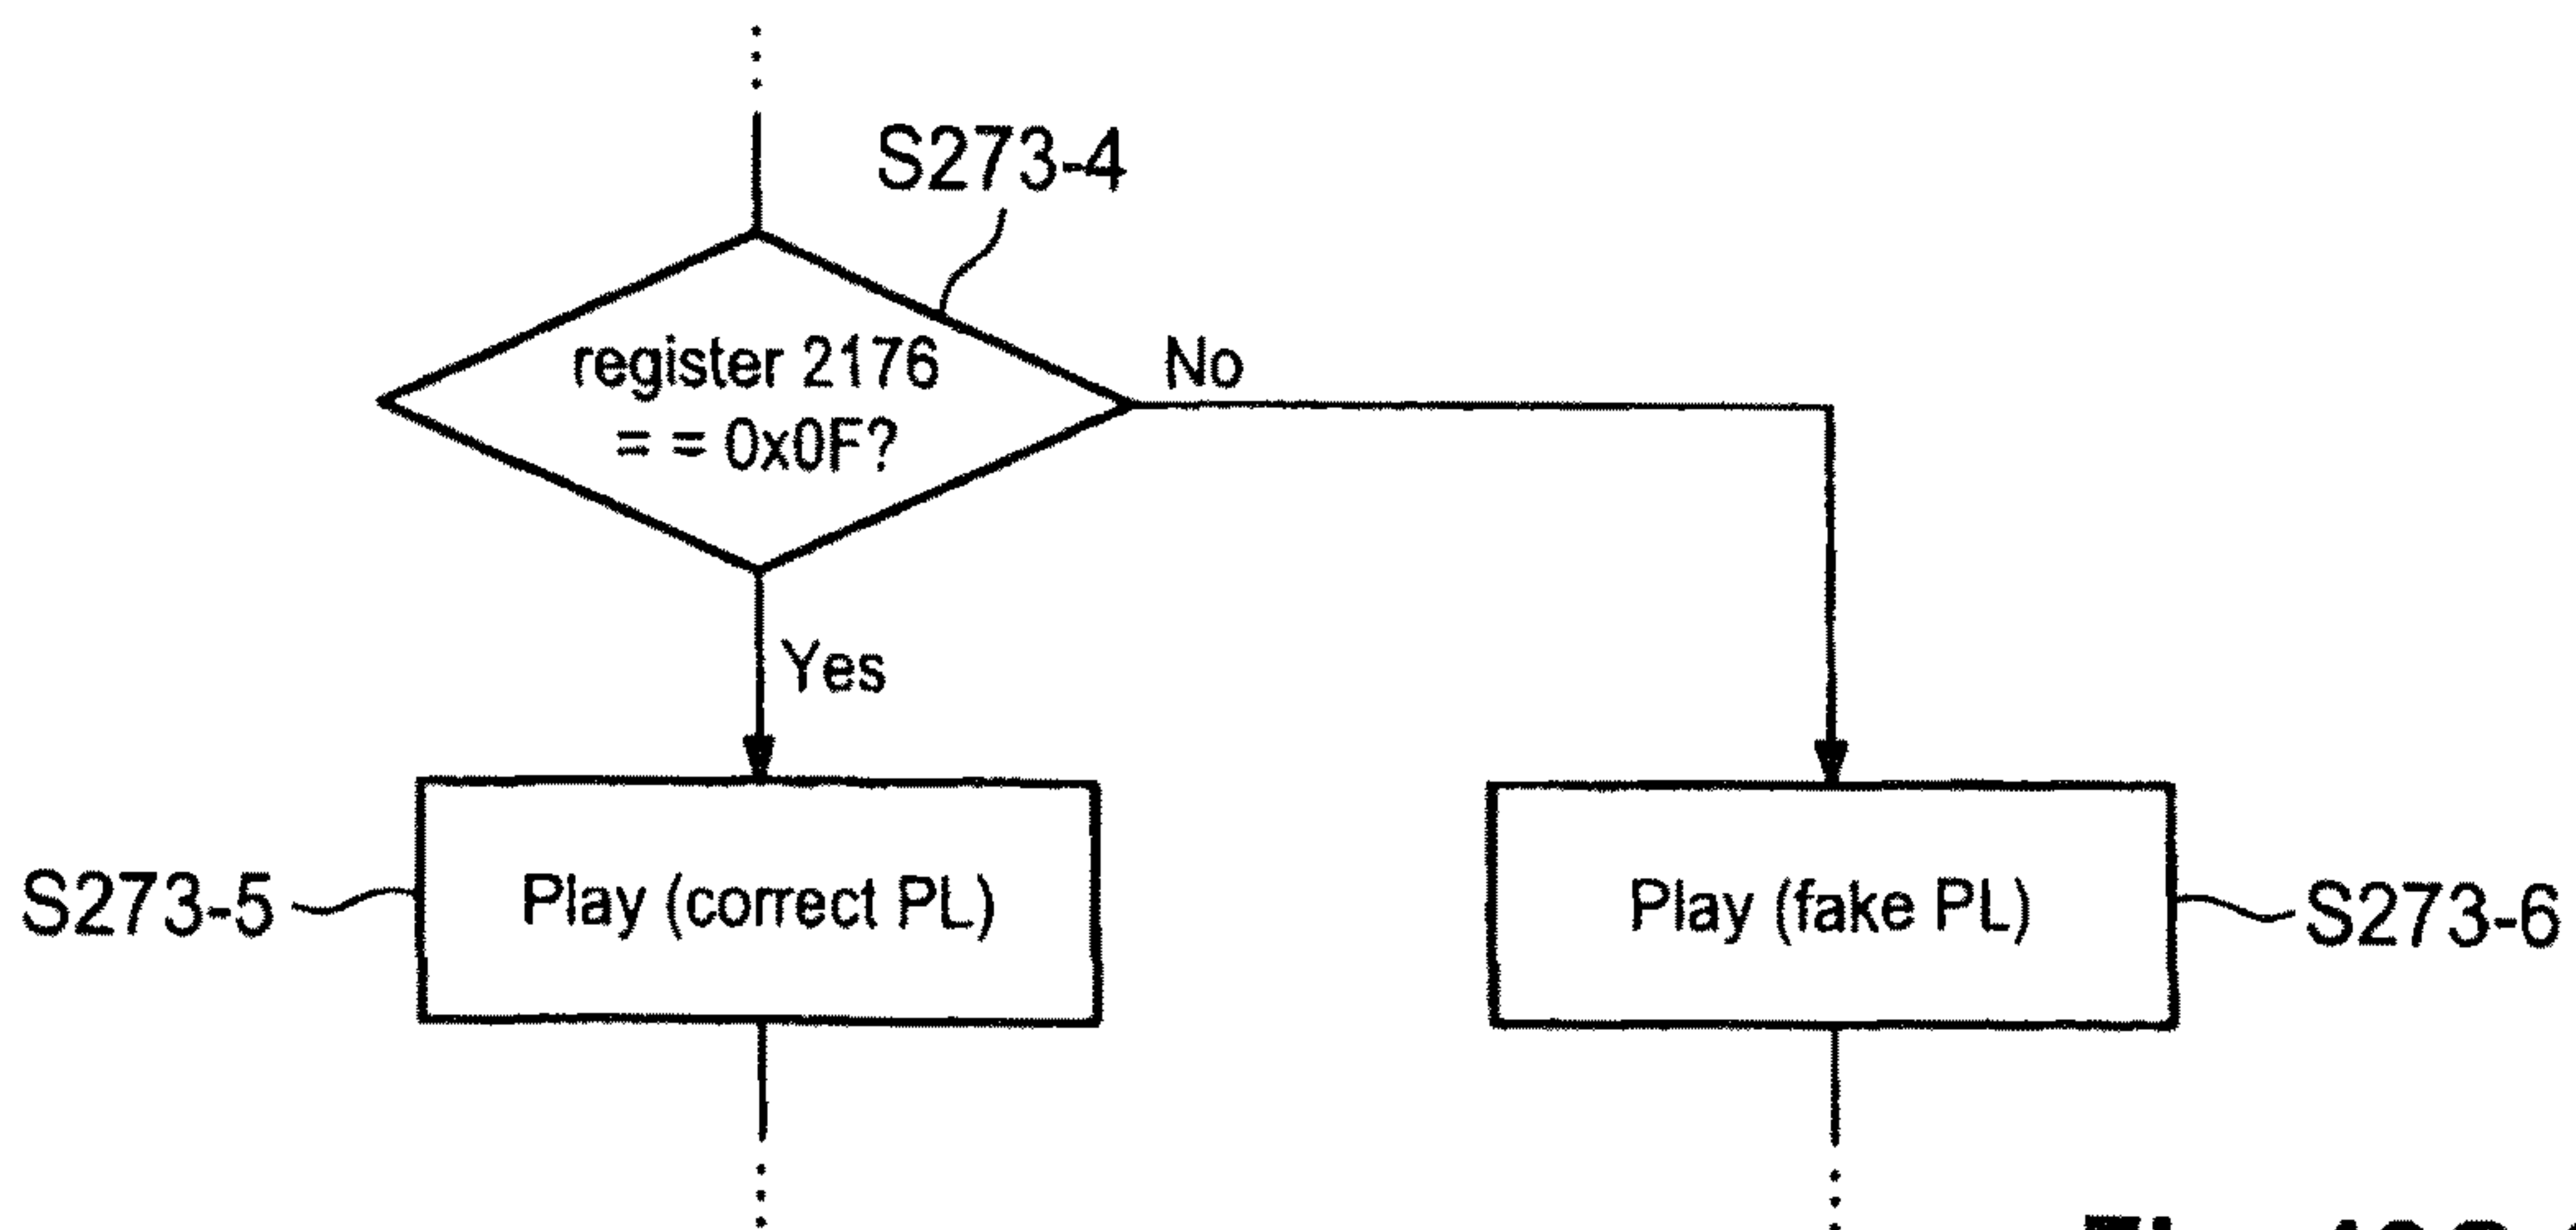 S273-4
register 2176
= = 0x0F?
No
Yes
S273-5
Play (correct PL)
Play (fake PL)
S273-6